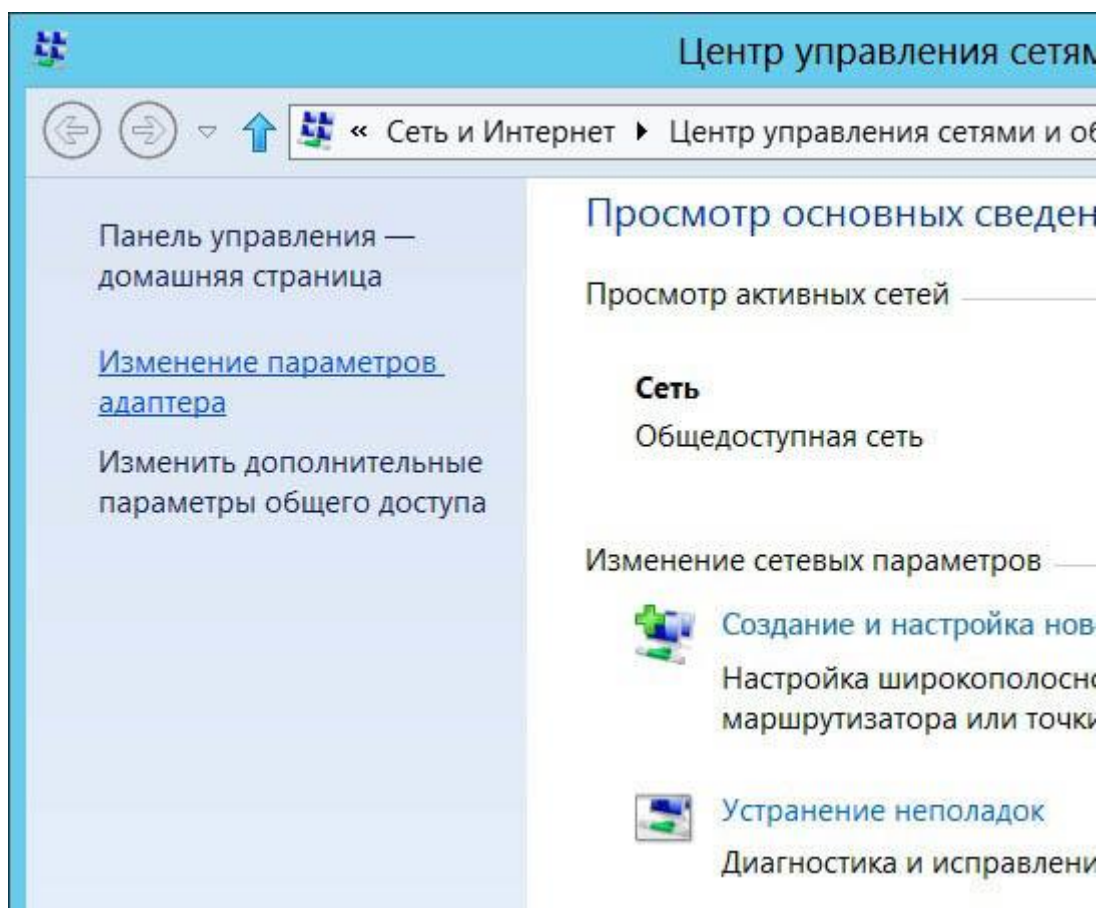 Центр управления сетям
« Сеть и Интернет ▸ Центр управления сетями и об
Панель управления —
домашняя страница
Изменение параметров
адаптера
Изменить дополнительные
параметры общего доступа
Просмотр основных сведен
Просмотр активных сетей
Сеть
Общедоступная сеть
Изменение сетевых параметров
Создание и настройка нов
Настройка широкополосно
маршрутизатора или точки
Устранение неполадок
Диагностика и исправлени